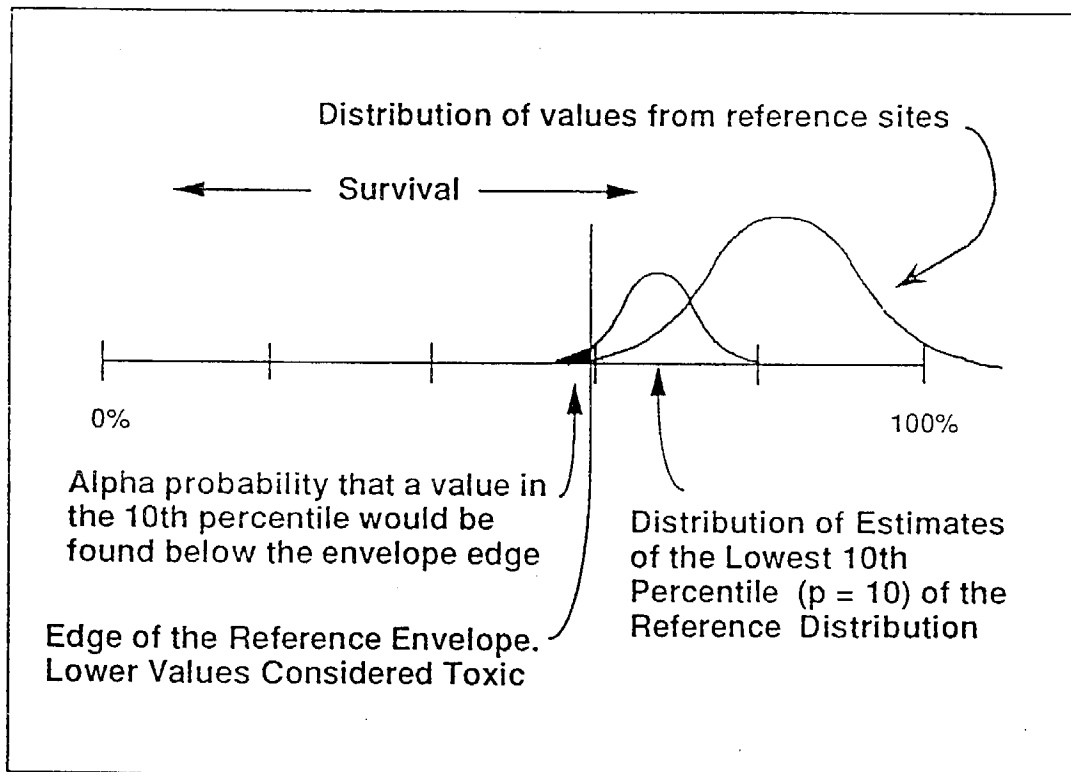 Distribution of values from reference sites
Survival
0%
100%
Alpha probability that a value in
the 10th percentile would be
found below the envelope edge
Distribution of Estimates
of the Lowest 10th
Percentile (p = 10) of the
Reference Distribution
Edge of the Reference Envelope.
Lower Values Considered Toxic